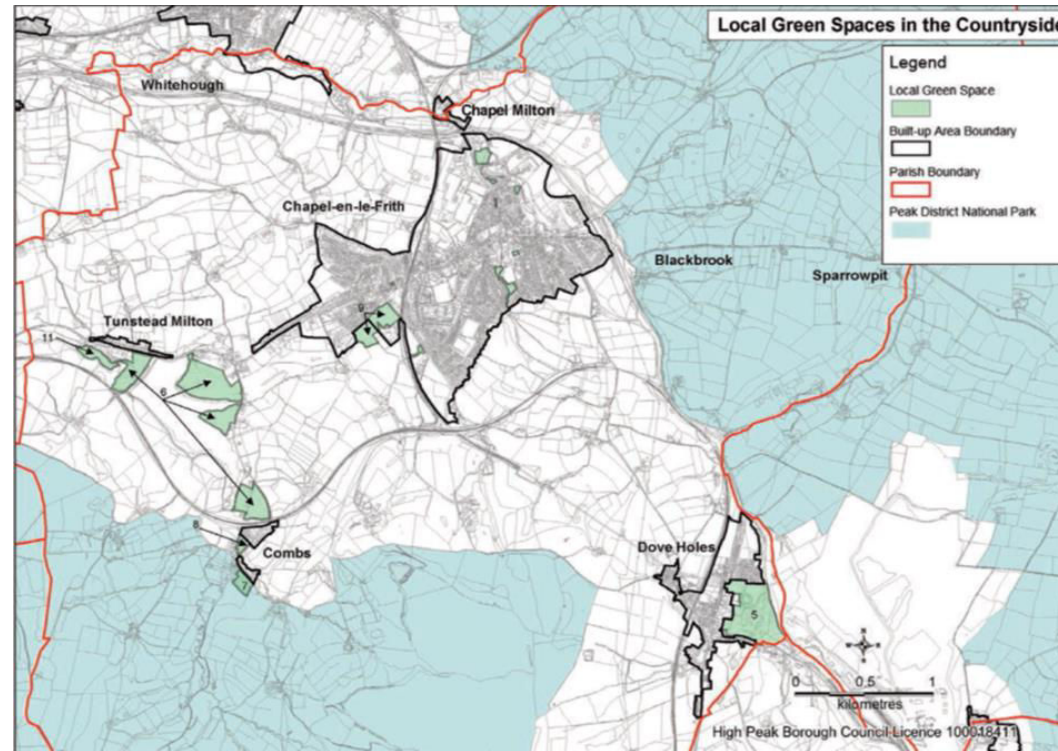 Local Green Spaces in the Countryside
Legend
Local Green Space
Built-up Area Boundary
Parish Boundary
Peak District National Park
Whitehough
Chapel Milton
Chapel-en-le-Frith
1
Blackbrook
Sparrowpit
9
Tunstead Milton
11
6
8
Combs
7
Dove Holes
5
N
0 0.5 1
kilometres
High Peak Borough Council Licence 100018411